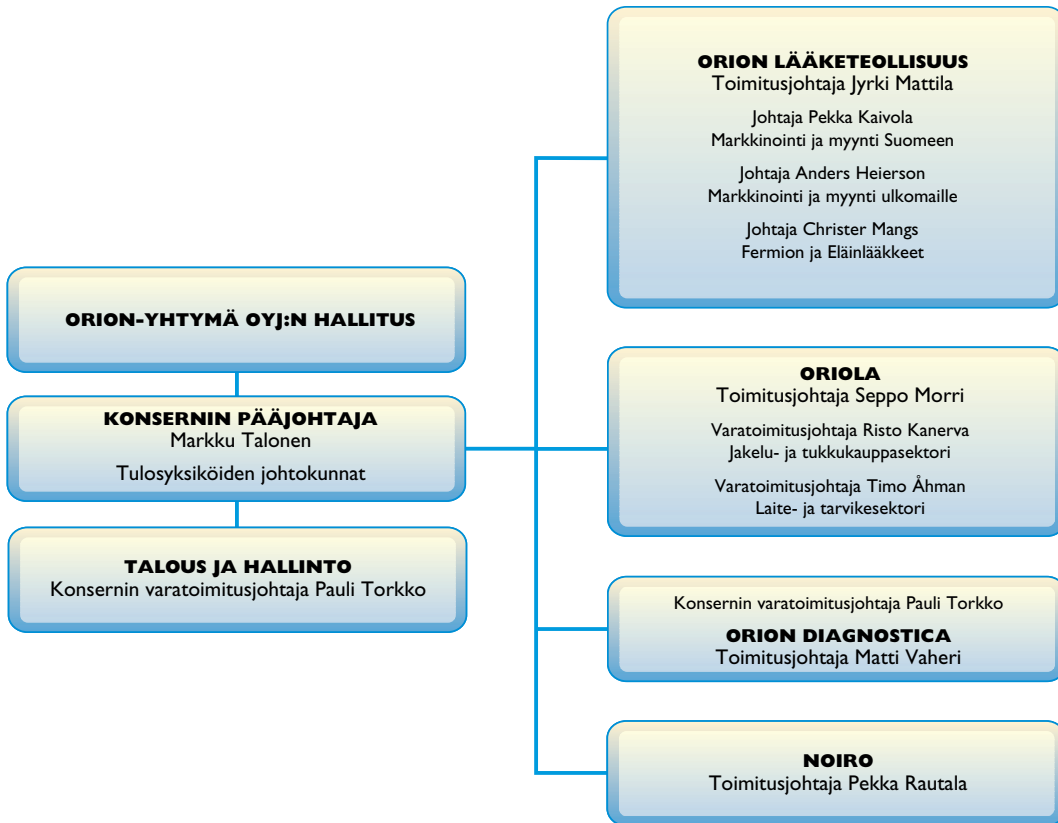 ORION-YHTYMÄ OYJ:N HALLITUS
KONSERNIN PÄÄJOHTAJA
Markku Talonen
Tulosyksiköiden johtokunnat
TALOUS JA HALLINTO
Konsernin varatoimitusjohtaja Pauli Torkko
ORION LÄÄKETEOLLISUUS
Toimitusjohtaja Jyrki Mattila
Johtaja Pekka Kaivola
Markkinointi ja myynti Suomeen
Johtaja Anders Heierson
Markkinointi ja myynti ulkomaille
Johtaja Christer Mangs
Fermion ja Eläinlääkkeet
ORIOLA
Toimitusjohtaja Seppo Morri
Varatoimitusjohtaja Risto Kanerva
Jakelu- ja tukkukauppasektori
Varatoimitusjohtaja Timo Åhman
Laite- ja tarvikesektori
Konsernin varatoimitusjohtaja Pauli Torkko
ORION DIAGNOSTICA
Toimitusjohtaja Matti Vaheri
NOIRO
Toimitusjohtaja Pekka Rautala